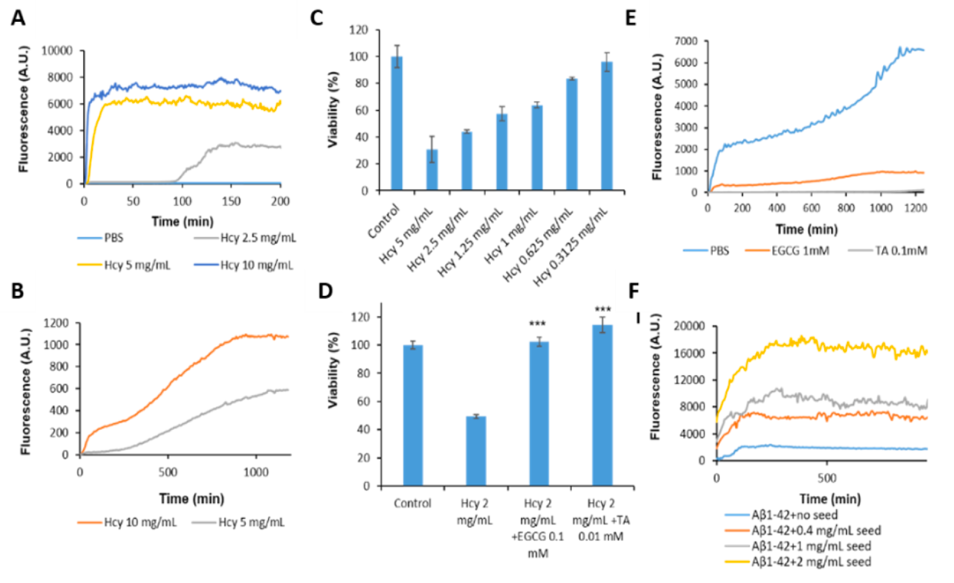 A
Fluorescence (A.U.)
10000
8000
6000
4000
2000
0
0 50 100 150 200
Time (min)
PBS Hcy 2.5 mg/mL
Hcy 5 mg/mL Hcy 10 mg/mL
B
Fluorescence (A.U.)
1200
1000
800
600
400
200
0
0 500 1000
Time (min)
Hcy 10 mg/mL Hcy 5 mg/mL
C
Viability (%)
120
100
80
60
40
20
0
Control
Hcy 5 mg/mL
Hcy 2.5 mg/mL
Hcy 1.25 mg/mL
Hcy 1 mg/mL
Hcy 0.625 mg/mL
Hcy 0.3125 mg/mL
D
Viability (%)
120
100
80
60
40
20
0
***
***
Control
Hcy 2
mg/mL
Hcy 2
mg/mL
+EGCG 0.1
mM
Hcy 2
mg/mL +TA
0.01 mM
E
Fluorescence (A.U.)
7000
6000
5000
4000
3000
2000
1000
0
0 200 400 600 800 1000 1200
Time (min)
PBS EGCG 1mM TA 0.1mM
F
I
Fluorescence (A.U.)
20000
16000
12000
8000
4000
0
0 500
Time (min)
Aβ1-42+no seed
Aβ1-42+0.4 mg/mL seed
Aβ1-42+1 mg/mL seed
Aβ1-42+2 mg/mL seed